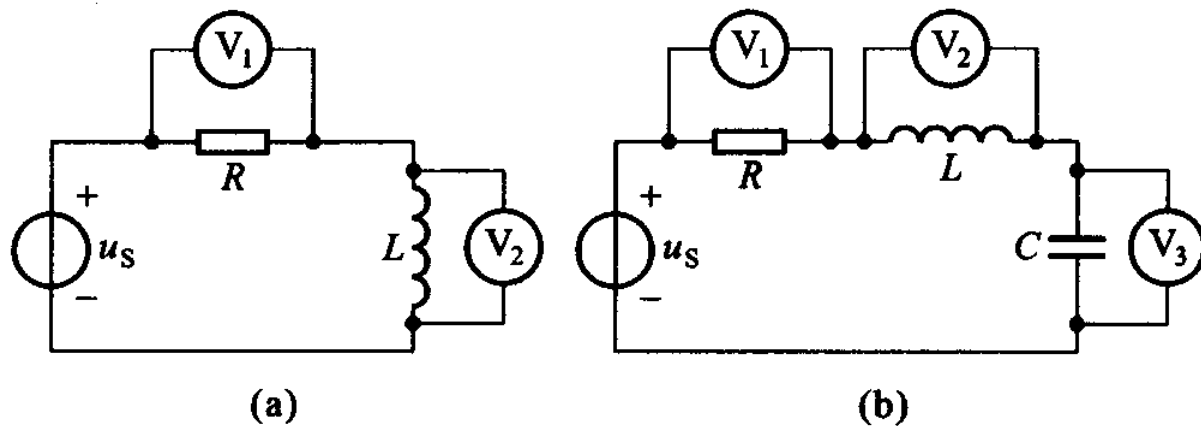 V1 V1 V2
R R L
+ L V2 + C V3
uS uS
− −
(a) (b)